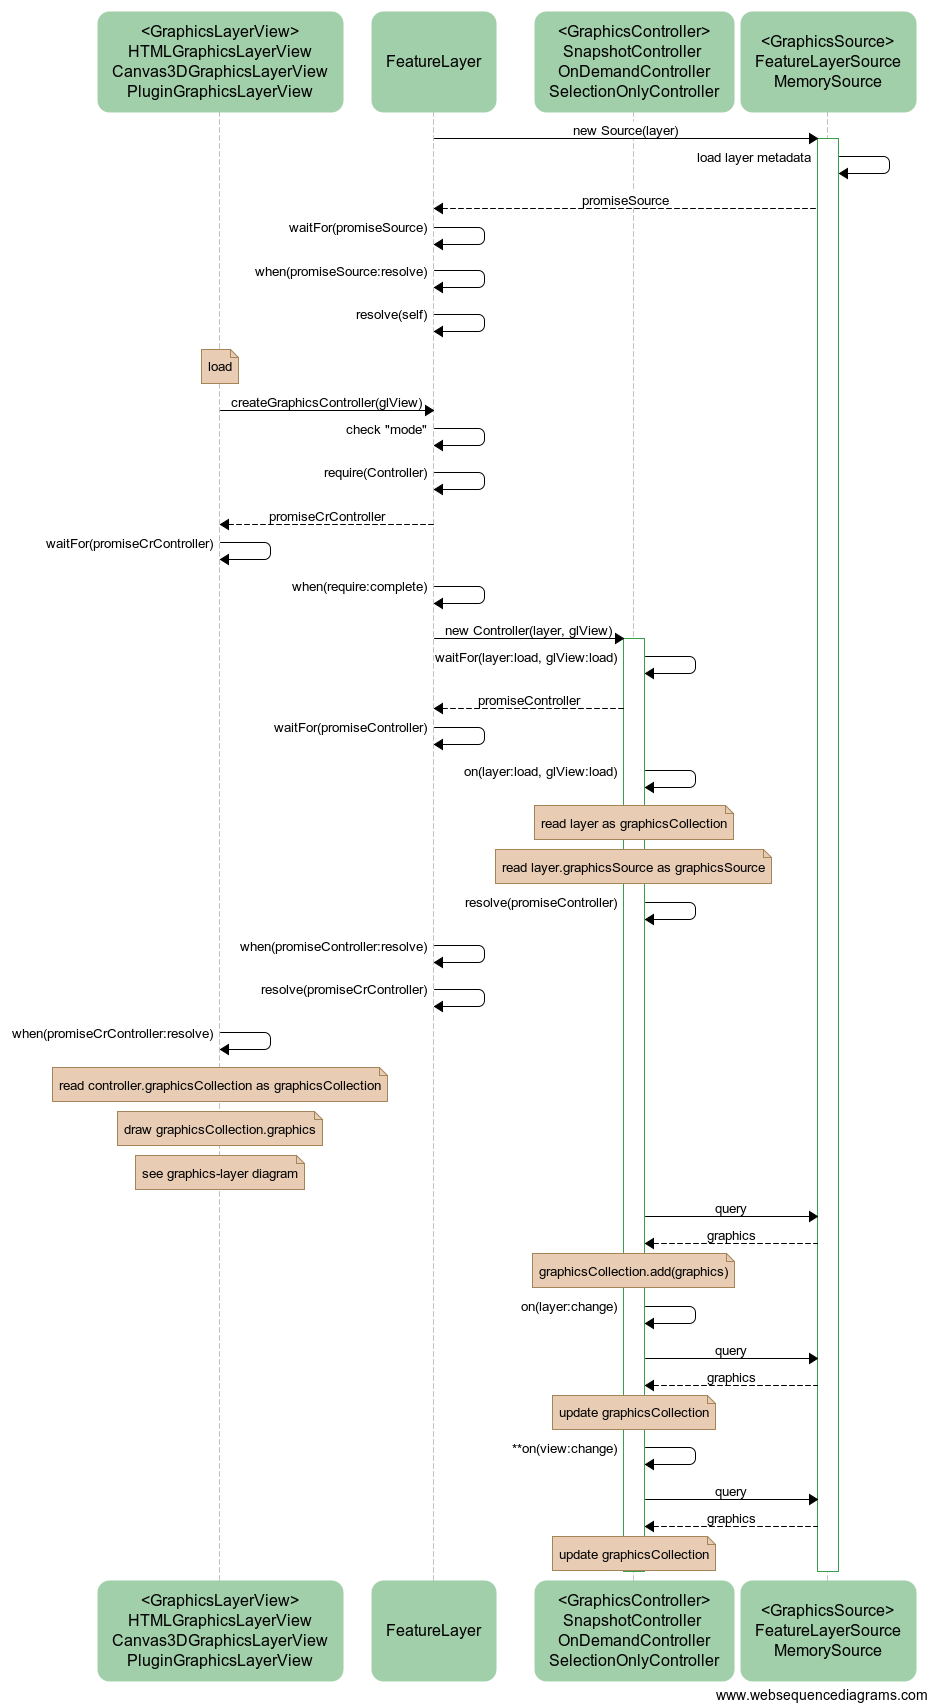 <GraphicsLayerView>
HTMLGraphicsLayerView
Canvas3DGraphicsLayerView
PluginGraphicsLayerView
FeatureLayer
<GraphicsController>
SnapshotController
OnDemandController
SelectionOnlyController
<GraphicsSource>
FeatureLayerSource
MemorySource
new Source(layer)
load layer metadata
promiseSource
waitFor(promiseSource)
when(promiseSource:resolve)
resolve(self)
load
createGraphicsController(glView)
check "mode"
require(Controller)
promiseCrController
waitFor(promiseCrController)
when(require:complete)
new Controller(layer, glView)
waitFor(layer:load, glView:load)
promiseController
waitFor(promiseController)
on(layer:load, glView:load)
read layer as graphicsCollection
read layer.graphicsSource as graphicsSource
resolve(promiseController)
when(promiseController:resolve)
resolve(promiseCrController)
when(promiseCrController:resolve)
read controller.graphicsCollection as graphicsCollection
draw graphicsCollection.graphics
see graphics-layer diagram
query
graphics
graphicsCollection.add(graphics)
on(layer:change)
query
graphics
update graphicsCollection
**on(view:change)
query
graphics
update graphicsCollection
<GraphicsLayerView>
HTMLGraphicsLayerView
Canvas3DGraphicsLayerView
PluginGraphicsLayerView
FeatureLayer
<GraphicsController>
SnapshotController
OnDemandController
SelectionOnlyController
<GraphicsSource>
FeatureLayerSource
MemorySource
www.websequencediagrams.com